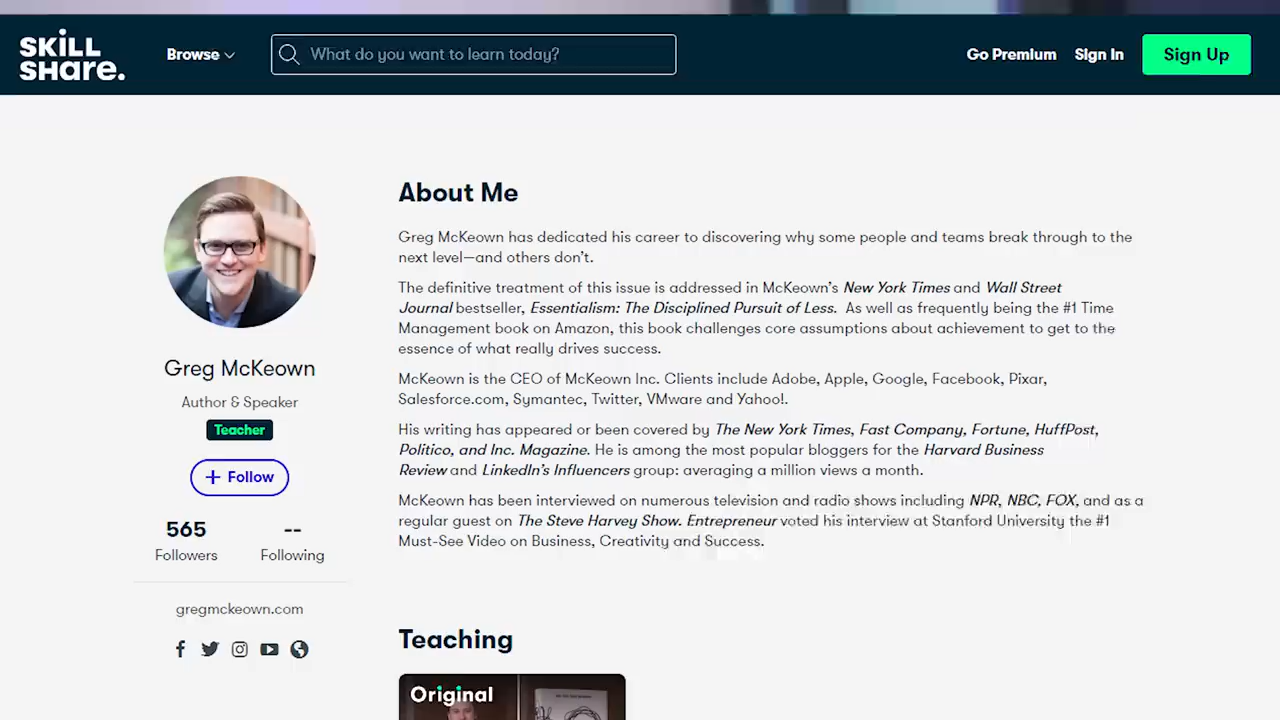 SKiLL
SHare.
Browse
What do you want to learn today?
Go Premium
Sign In
Sign Up
Greg McKeown
Author & Speaker
Teacher
+ Follow
565
Followers
--
Following
gregmckeown.com
About Me
Greg McKeown has dedicated his career to discovering why some people and teams break through to the
next level—and others don't.
The definitive treatment of this issue is addressed in McKeown's New York Times and Wall Street
Journal bestseller, Essentialism: The Disciplined Pursuit of Less. As well as frequently being the #1 Time
Management book on Amazon, this book challenges core assumptions about achievement to get to the
essence of what really drives success.
McKeown is the CEO of McKeown Inc. Clients include Adobe, Apple, Google, Facebook, Pixar,
Salesforce.com, Symantec, Twitter, VMware and Yahoo!.
His writing has appeared or been covered by The New York Times, Fast Company, Fortune, HuffPost,
Politico, and Inc. Magazine. He is among the most popular bloggers for the Harvard Business
Review and LinkedIn's Influencers group: averaging a million views a month.
McKeown has been interviewed on numerous television and radio shows including NPR, NBC, FOX, and as a
regular guest on The Steve Harvey Show. Entrepreneur voted his interview at Stanford University the #1
Must-See Video on Business, Creativity and Success.
Teaching
Original